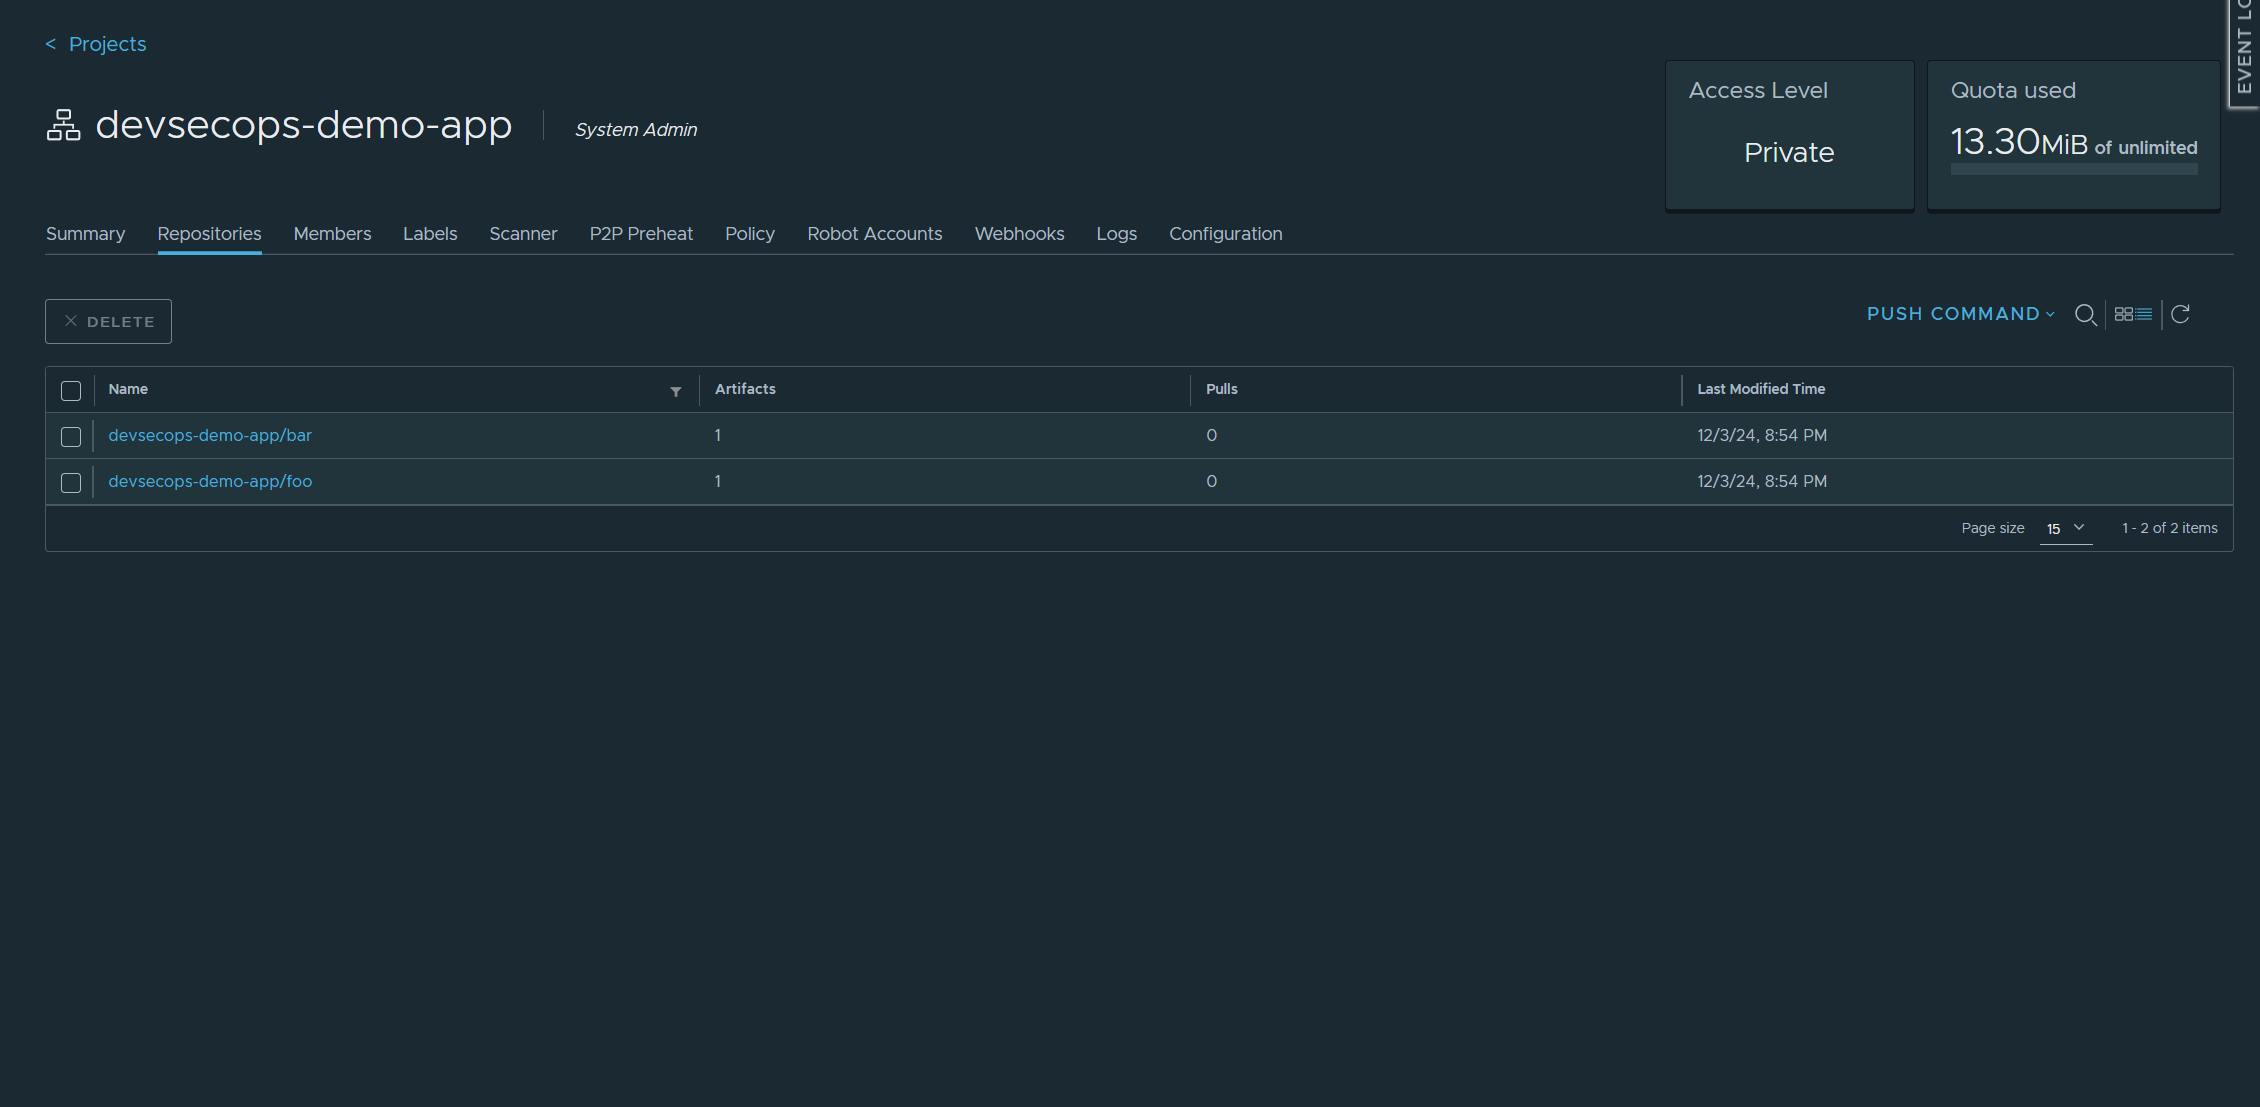 < Projects
devsecops-demo-app
System Admin
Access Level
Private
Quota used
13.30MiB of unlimited
EVENT LO
Summary Repositories Members Labels Scanner P2P Preheat Policy Robot Accounts Webhooks Logs Configuration
DELETE
PUSH COMMAND
Name Artifacts Pulls Last Modified Time
devsecops-demo-app/bar 1 0 12/3/24, 8:54 PM
devsecops-demo-app/foo 1 0 12/3/24, 8:54 PM
Page size 15 1 - 2 of 2 items